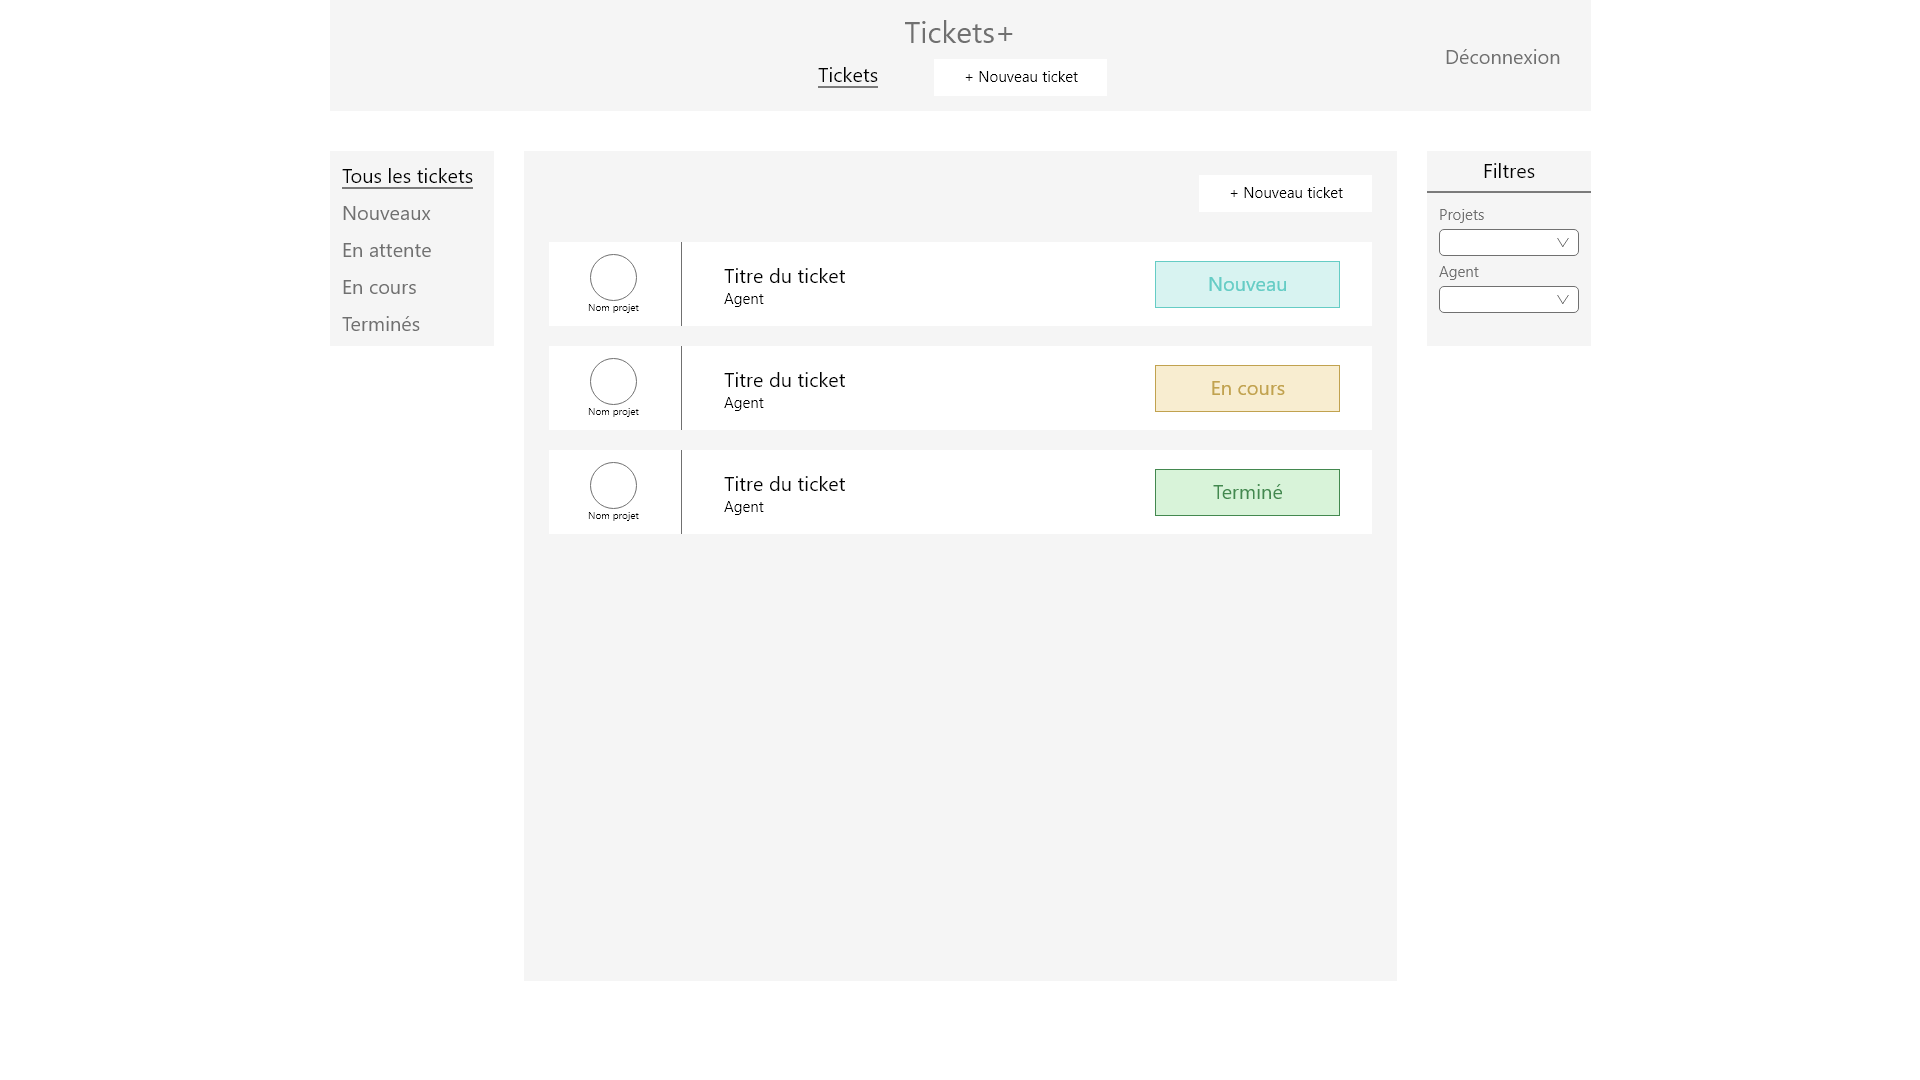 Tickets+
Tickets
+ Nouveau ticket
Déconnexion
Tous les tickets
Nouveaux
En attente
En cours
Terminés
+ Nouveau ticket
Nom projet
Titre du ticket
Agent
Nouveau
Nom projet
Titre du ticket
Agent
En cours
Nom projet
Titre du ticket
Agent
Terminé
Filtres
Projets
Agent